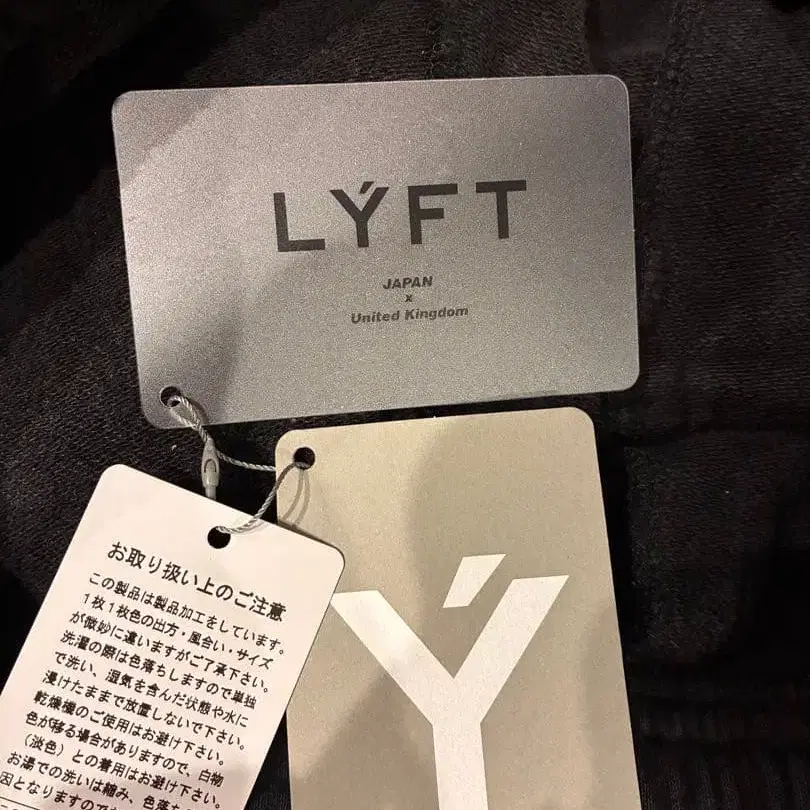 LÝFT
JAPAN
x
United Kingdom
お取り扱い上のご注意
この製品は製品加工をしています。
1枚1枚色の出方・風合い・サイズ
が微妙に違いますがご了承下さい。
洗濯の際は色落ちしますので単独
で洗い、湿気を含んだ状態や水に
浸けたままで放置しないで下さい。
乾燥機のご使用はお避け下さい。
色が移る場合がありますので、白物
(淡色)との着用はお避け下さい。
お湯での洗いは縮み、色落ち
因となりますので
Ý